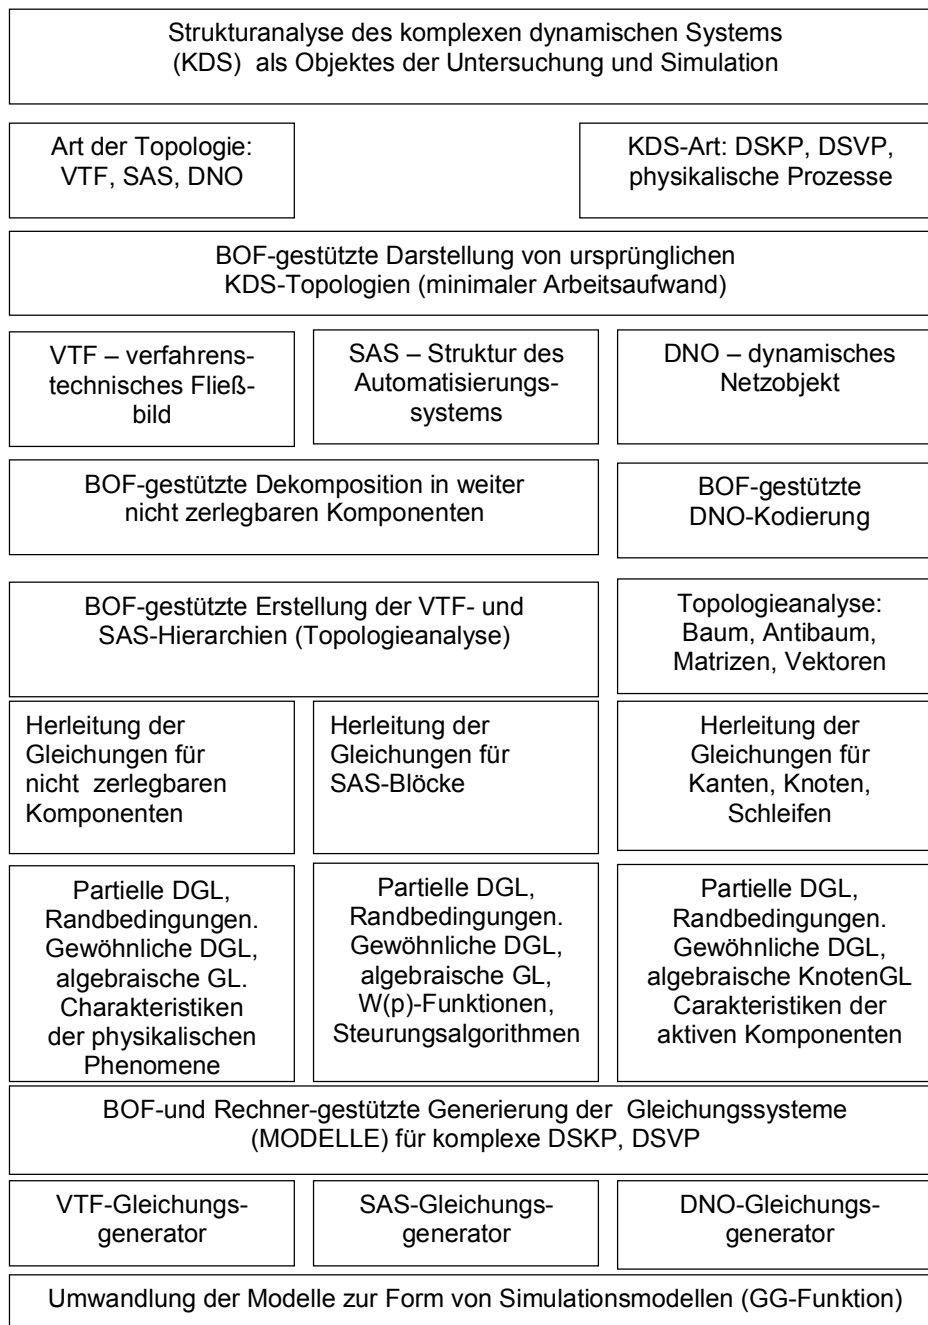 Strukturanalyse des komplexen dynamischen Systems
(KDS) als Objektes der Untersuchung und Simulation
Art der Topologie:
VTF, SAS, DNO
KDS-Art: DSKP, DSVP,
physikalische Prozesse
BOF-gestützte Darstellung von ursprünglichen
KDS-Topologien (minimaler Arbeitsaufwand)
VTF – verfahrens-
technisches Fließ-
bild
SAS – Struktur des
Automatisierungs-
systems
DNO – dynamisches
Netzobjekt
BOF-gestützte Dekomposition in weiter
nicht zerlegbaren Komponenten
BOF-gestützte
DNO-Kodierung
BOF-gestützte Erstellung der VTF- und
SAS-Hierarchien (Topologieanalyse)
Topologieanalyse:
Baum, Antibaum,
Matrizen, Vektoren
Herleitung der
Gleichungen für
nicht zerlegbaren
Komponenten
Herleitung der
Gleichungen für
SAS-Blöcke
Herleitung der
Gleichungen für
Kanten, Knoten,
Schleifen
Partielle DGL,
Randbedingungen.
Gewöhnliche DGL,
algebraische GL.
Charakteristiken
der physikalischen
Phenomene
Partielle DGL,
Randbedingungen.
Gewöhnliche DGL,
algebraische GL,
W(p)-Funktionen,
Steurungsalgorithmen
Partielle DGL,
Randbedingungen.
Gewöhnliche DGL,
algebraische KnotenGL
Carakteristiken der
aktiven Komponenten
BOF-und Rechner-gestützte Generierung der Gleichungssysteme
(MODELLE) für komplexe DSKP, DSVP
VTF-Gleichungs-
generator
SAS-Gleichungs-
generator
DNO-Gleichungs-
generator
Umwandlung der Modelle zur Form von Simulationsmodellen (GG-Funktion)